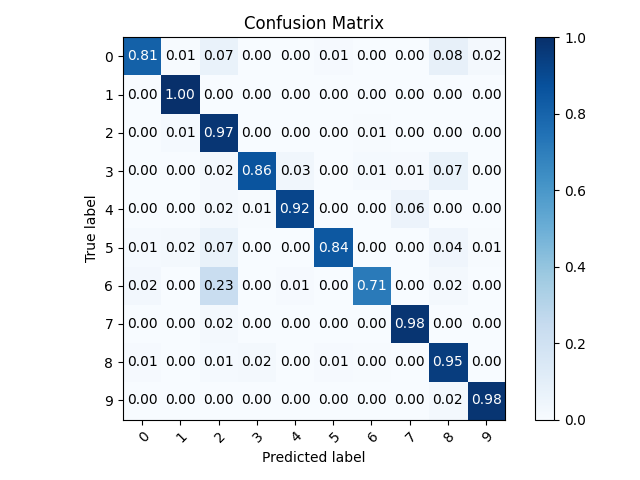 Confusion Matrix
0 0.81 0.01 0.07 0.00 0.00 0.01 0.00 0.00 0.08 0.02
1 0.00 1.00 0.00 0.00 0.00 0.00 0.00 0.00 0.00 0.00
2 0.00 0.01 0.97 0.00 0.00 0.00 0.01 0.00 0.00 0.00
3 0.00 0.00 0.02 0.86 0.03 0.00 0.01 0.01 0.07 0.00
4 0.00 0.00 0.02 0.01 0.92 0.00 0.00 0.06 0.00 0.00
5 0.01 0.02 0.07 0.00 0.00 0.84 0.00 0.00 0.04 0.01
6 0.02 0.00 0.23 0.00 0.01 0.00 0.71 0.00 0.02 0.00
7 0.00 0.00 0.02 0.00 0.00 0.00 0.00 0.98 0.00 0.00
8 0.01 0.00 0.01 0.02 0.00 0.01 0.00 0.00 0.95 0.00
9 0.00 0.00 0.00 0.00 0.00 0.00 0.00 0.00 0.02 0.98
0 1 2 3 4 5 6 7 8 9
Predicted label
True label
1.0
0.8
0.6
0.4
0.2
0.0